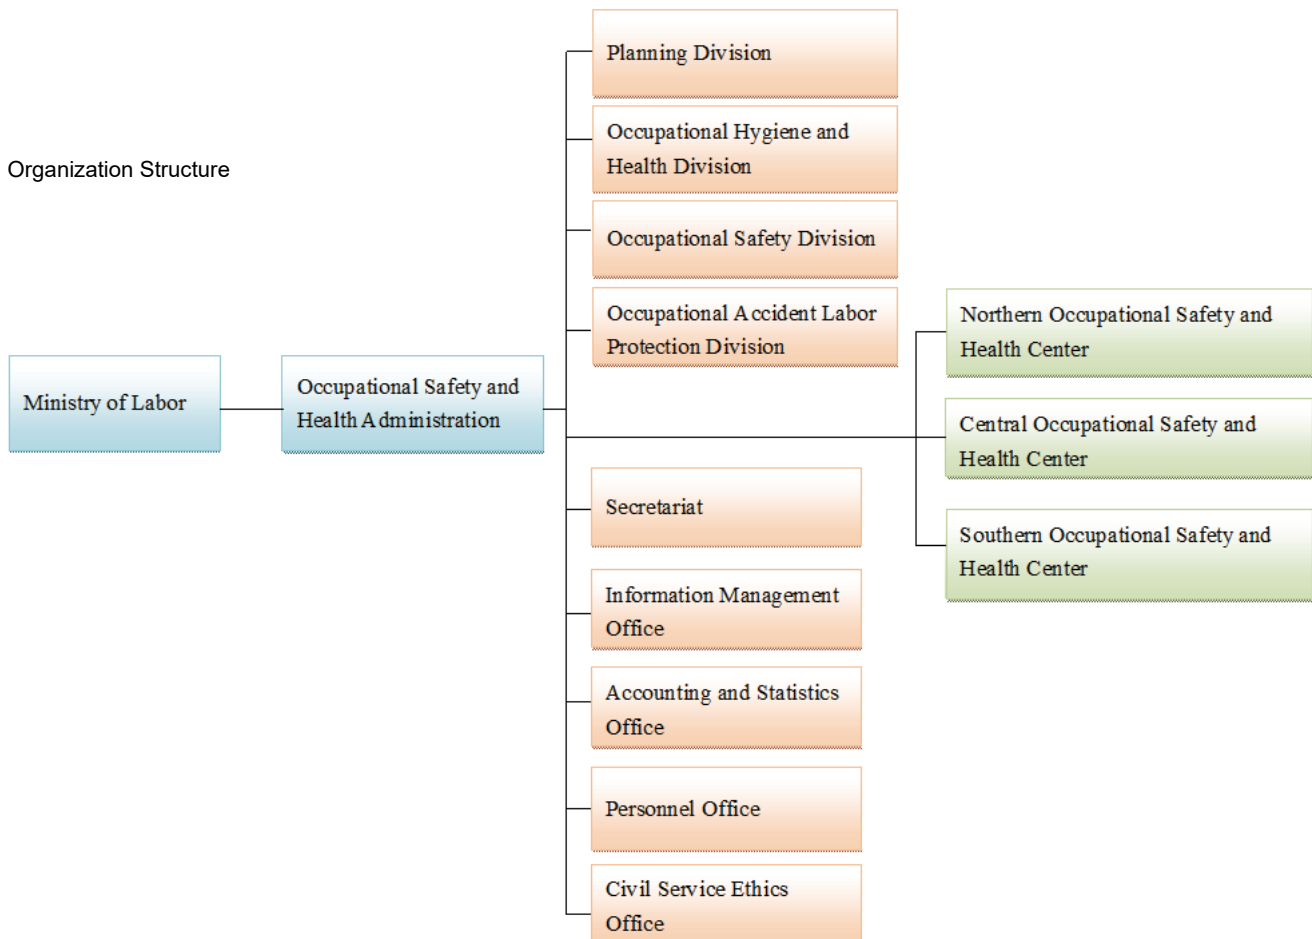 Organization Structure
Ministry of Labor
Occupational Safety and
Health Administration
Planning Division
Occupational Hygiene and
Health Division
Occupational Safety Division
Occupational Accident Labor
Protection Division
Secretariat
Information Management
Office
Accounting and Statistics
Office
Personnel Office
Civil Service Ethics
Office
Northern Occupational Safety and
Health Center
Central Occupational Safety and
Health Center
Southern Occupational Safety and
Health Center